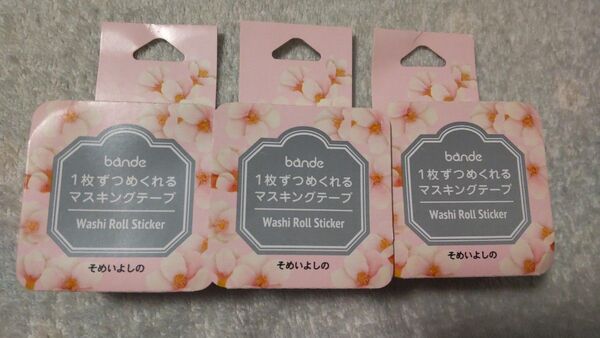 bande
1枚ずつめくれる
マスキングテープ
Washi Roll Sticker
そめいよしの
bande
1枚ずつめくれる
マスキングテープ
Washi Roll Sticker
そめいよしの
bande
1枚ずつめくれる
マスキングテープ
Washi Roll Sticker
そめいよしの